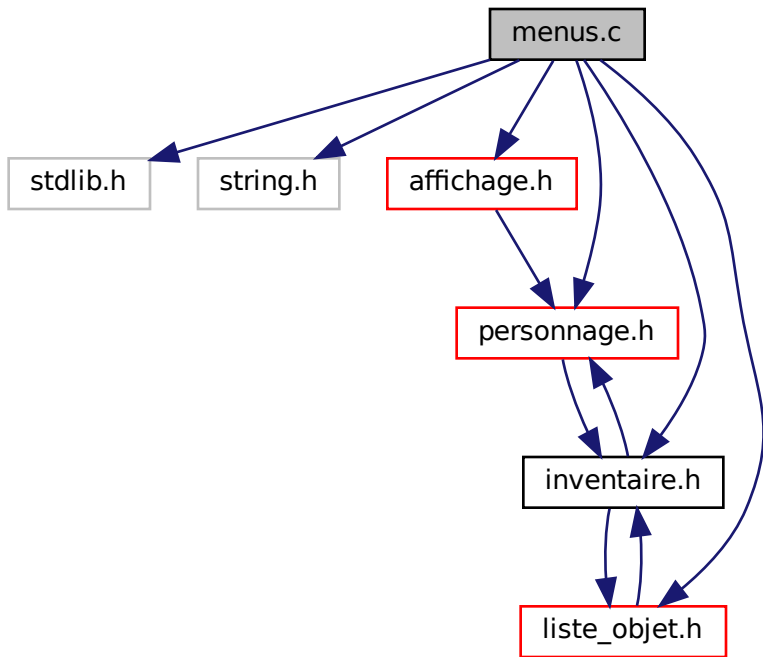 menus.c
stdlib.h
string.h
affichage.h
personnage.h
inventaire.h
liste_objet.h